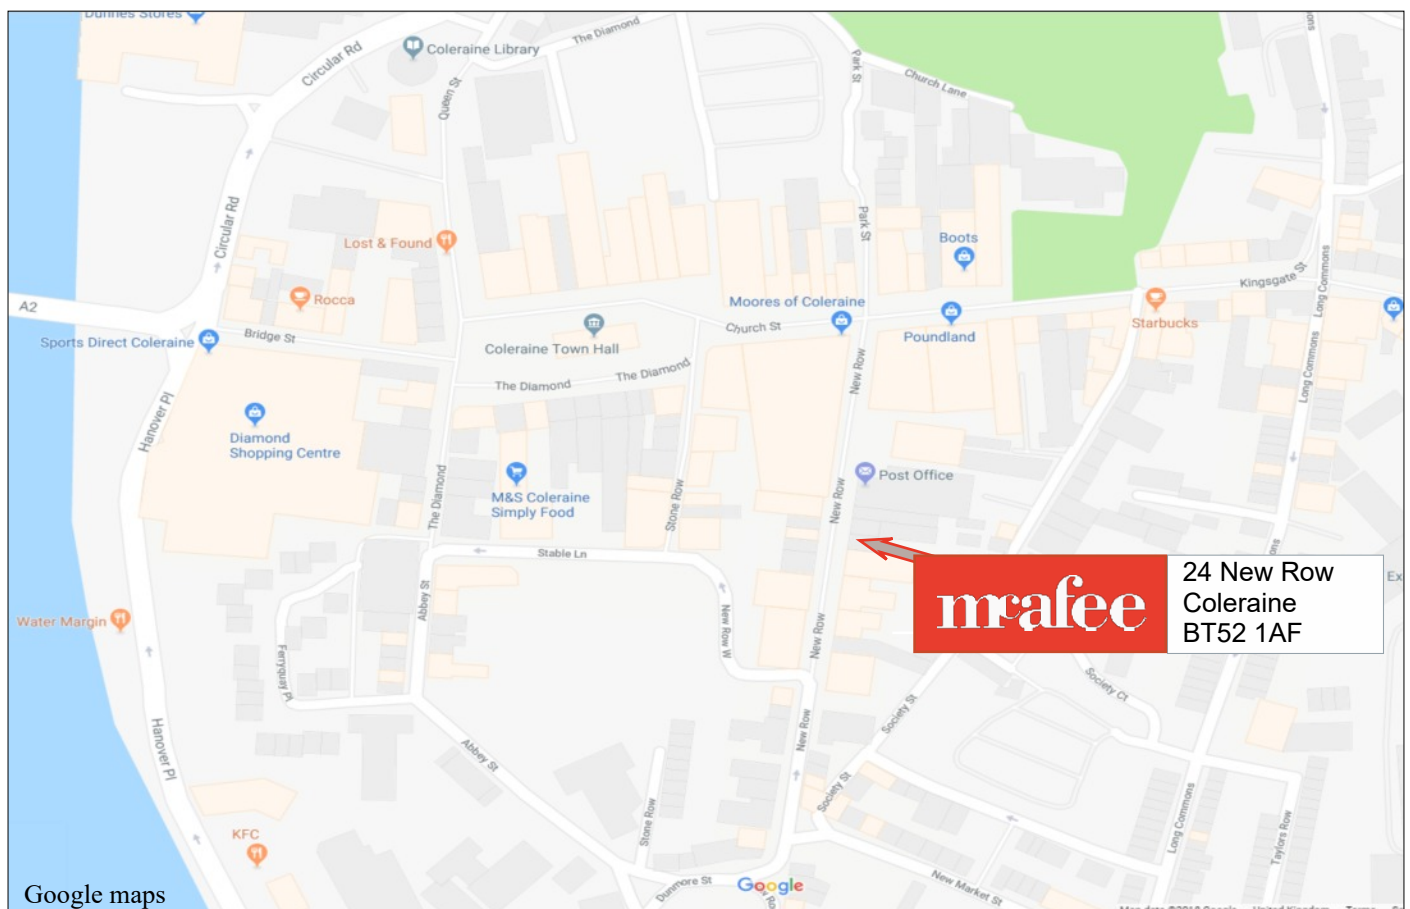 Dunnes Stores
Circular Rd
Coleraine Library
The Diamond
Park St
Church Lane
Queen St
Circular Rd
Lost & Found
Park St
Boots
Kingsgate St
Long Commons
A2
Rocca
Moores of Coleraine
Starbucks
Sports Direct Coleraine
Bridge St
Coleraine Town Hall
Church St
Poundland
The Diamond
The Diamond
New Row
Long Commons
Hanover Pl
Diamond
Shopping Centre
The Diamond
M&S Coleraine
Simply Food
Stone Row
New Row
Post Office
Stable Ln
mcafee
24 New Row
Coleraine
BT52 1AF
Ex
Abbey St
Water Margin
Ferryquay Pl
New Row W
New Row
Society St
Society Ct
Hanover Pl
Abbey St
New Row
Society St
Stone Row
Long Commons
Taylors Row
KFC
Dunmore St
Google
New Market St
Google maps